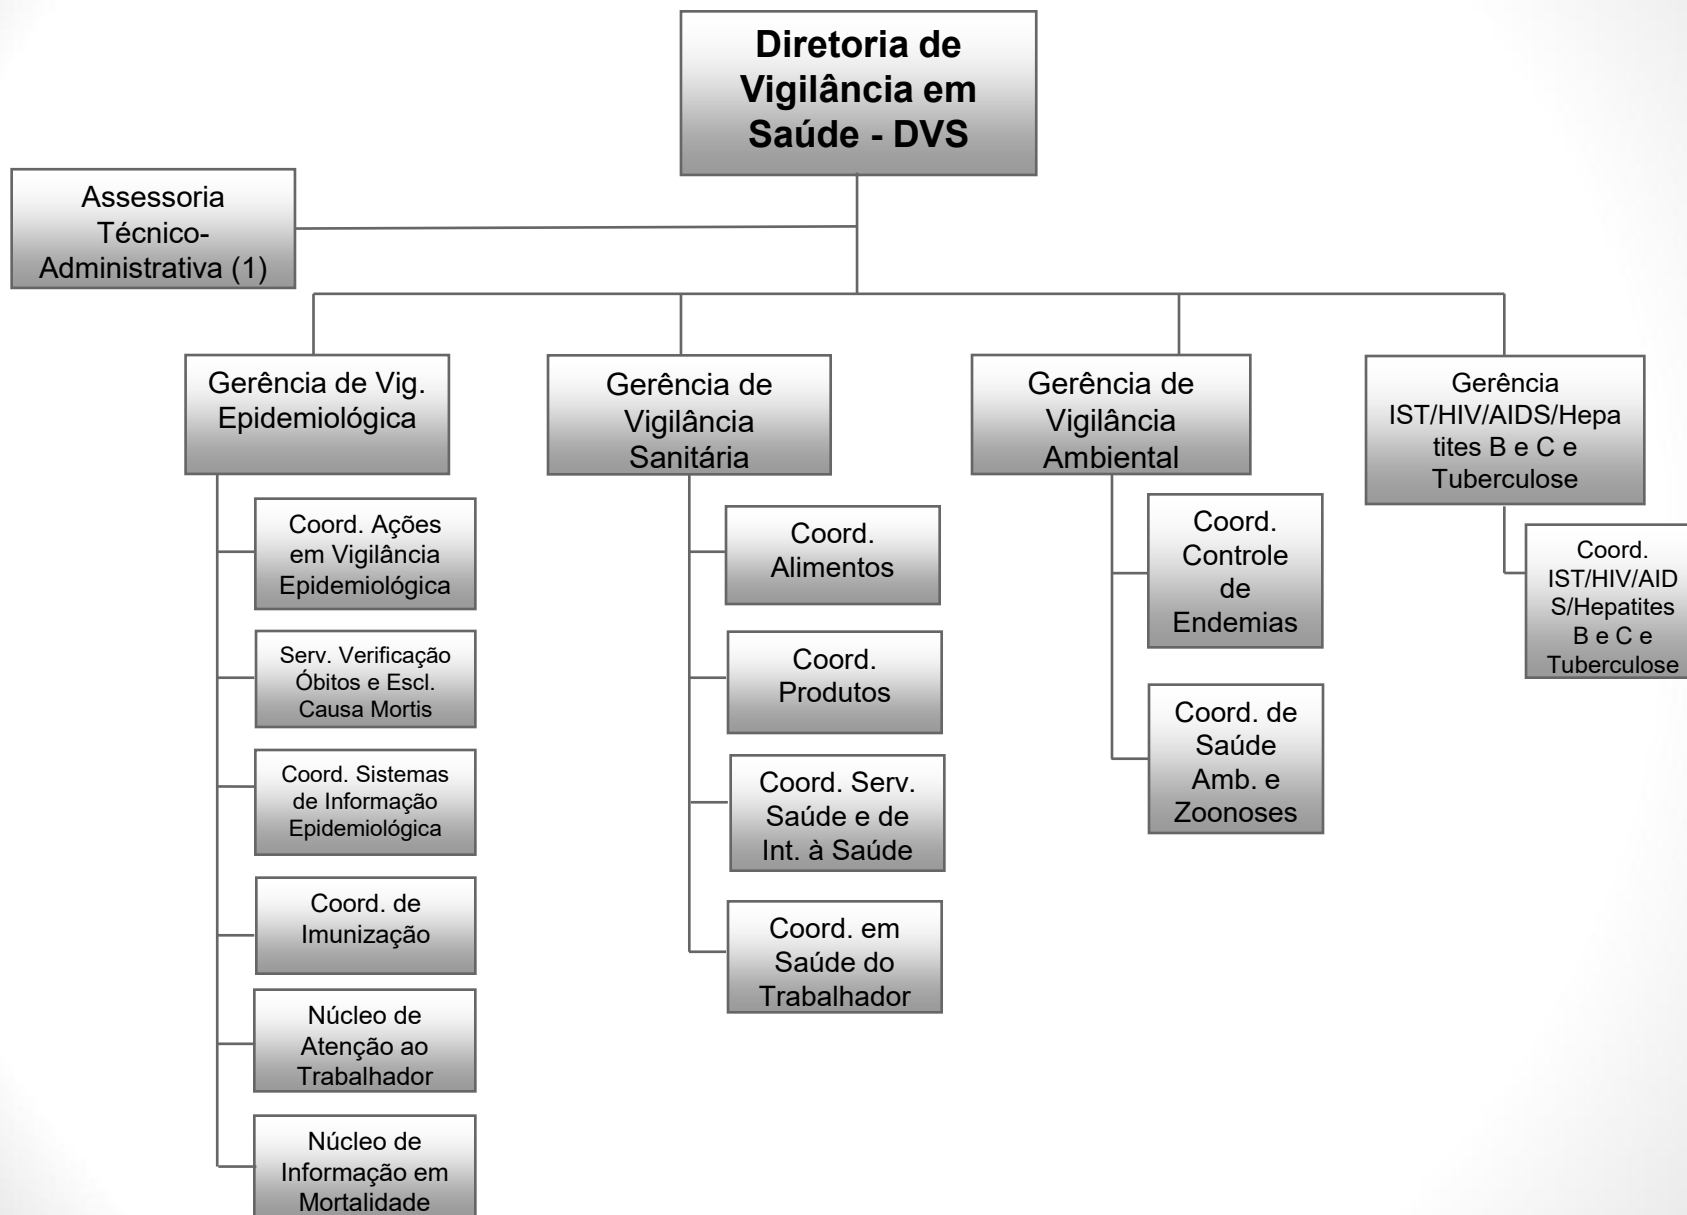 Diretoria de
Vigilância em
Saúde - DVS
Assessoria
Técnico-
Administrativa (1)
Gerência de Vig.
Epidemiológica
Coord. Ações
em Vigilância
Epidemiológica
Serv. Verificação
Óbitos e Escl.
Causa Mortis
Coord. Sistemas
de Informação
Epidemiológica
Coord. de
Imunização
Núcleo de
Atenção ao
Trabalhador
Núcleo de
Informação em
Mortalidade
Gerência de
Vigilância
Sanitária
Coord.
Alimentos
Coord.
Produtos
Coord. Serv.
Saúde e de
Int. à Saúde
Coord. em
Saúde do
Trabalhador
Gerência de
Vigilância
Ambiental
Coord.
Controle
de
Endemias
Coord. de
Saúde
Amb. e
Zoonoses
Gerência
IST/HIV/AIDS/Hepa
tites B e C e
Tuberculose
Coord.
IST/HIV/AID
S/Hepatites
B e C e
Tuberculose